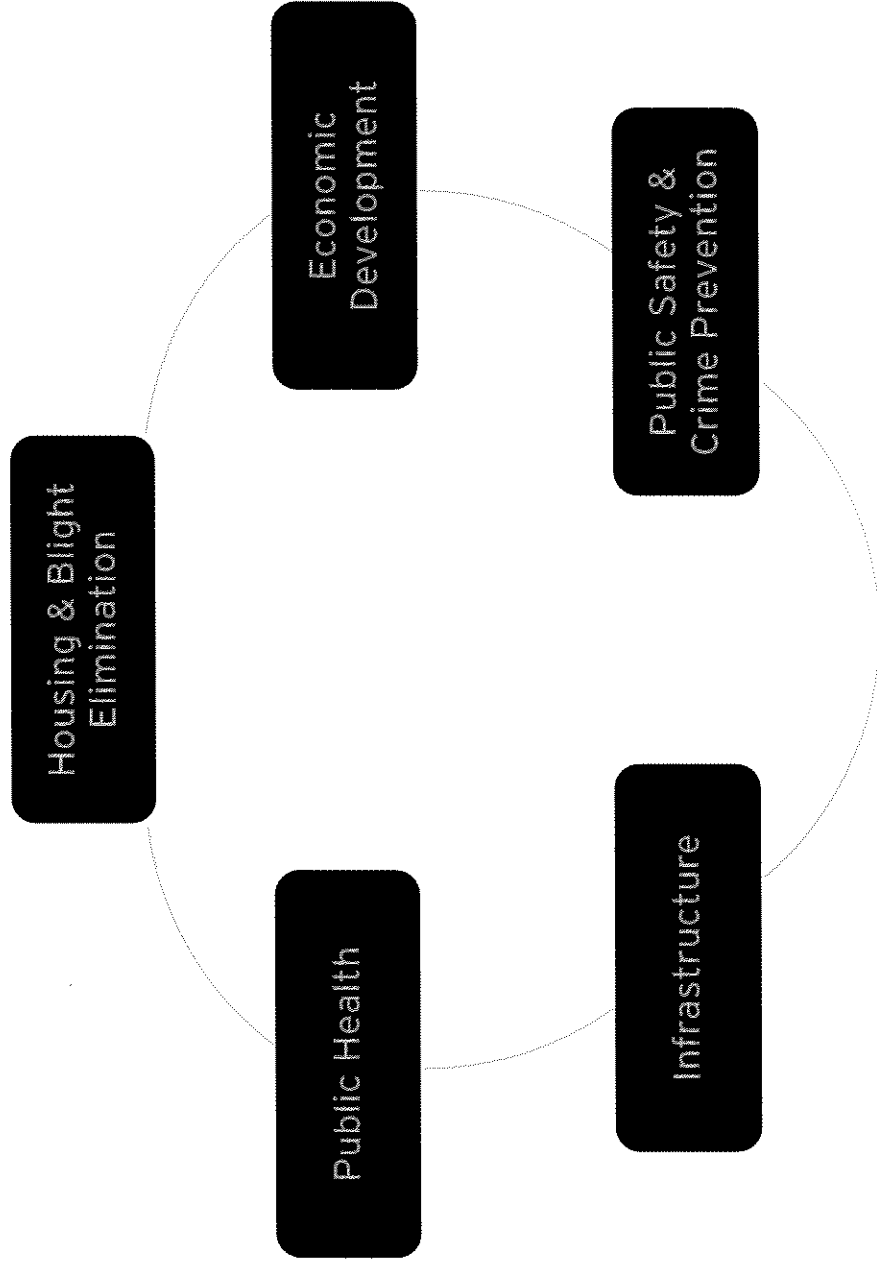 Housing & Blight
Elimination
Economic
Development
Public Safety &
Crime Prevention
Infrastructure
Public Health